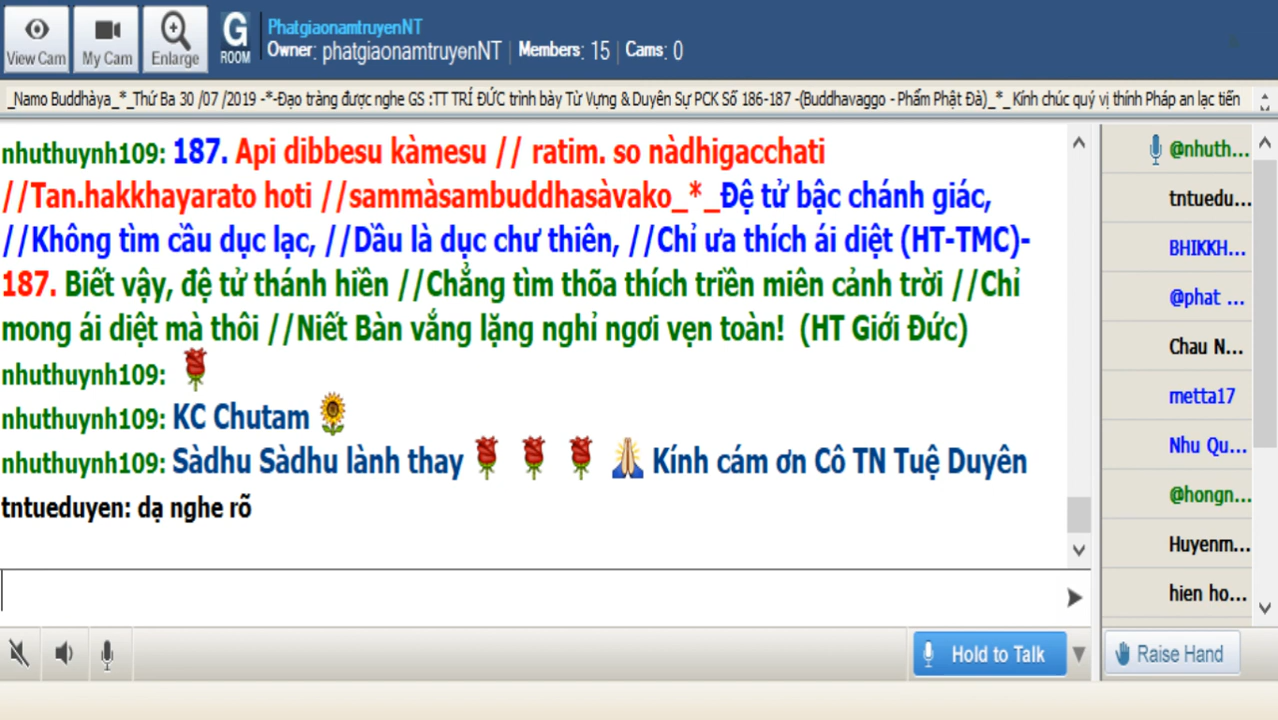 PhatgiaonamtruyenNT
Owner: phatgiaonamtruyenNT | Members: 15 | Cams: 0
View Cam
My Cam
Enlarge
G ROOM
_Namo Buddhàya_*_Thứ Ba 30 /07 /2019 -*-Đạo tràng được nghe GS :TT TRÍ ĐỨC trình bày Từ Vựng & Duyên Sự PCK Số 186-187 -(Buddhavaggo - Phẩm Phật Đà)_*_ Kính chúc quý vị thính Pháp an lạc tiến
nhuthuynh109: 187. Api dibbesu kàmesu // ratim. so nàdhigacchati
//Tan.hakkhayarato hoti //sammàsambuddhasàvako_*_Đệ tử bậc chánh giác,
//Không tìm cầu dục lạc, //Dầu là dục chư thiên, //Chỉ ưa thích ái diệt (HT-TMC)-
187. Biết vậy, đệ tử thánh hiền //Chẳng tìm thõa thích triền miên cảnh trời //Chỉ
mong ái diệt mà thôi //Niết Bàn vắng lặng nghỉ ngơi vẹn toàn! (HT Giới Đức)
nhuthuynh109:
nhuthuynh109: KC Chutam
nhuthuynh109: Sàdhu Sàdhu lành thay Kính cám ơn Cô TN Tuệ Duyên
tntueduyen: dạ nghe rõ
@nhuth...
tntuedu...
BHIKKH...
@phat ...
Chau N...
metta17
Nhu Qu...
@hongn...
Huyenm...
hien ho...
Hold to Talk
Raise Hand